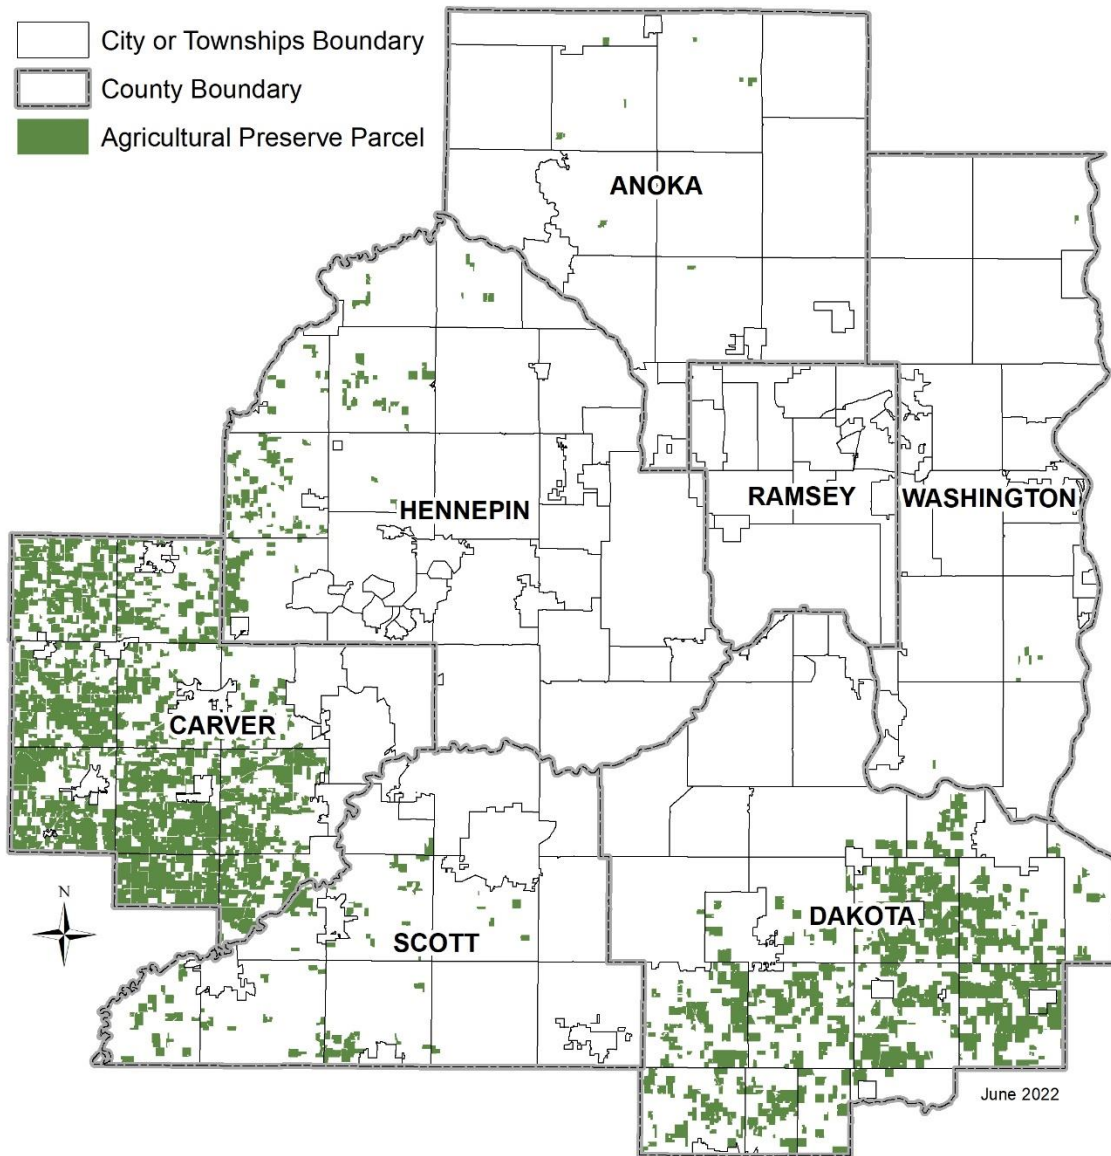 City or Townships Boundary
County Boundary
Agricultural Preserve Parcel
ANOKA
HENNEPIN
RAMSEY
WASHINGTON
CARVER
N
SCOTT
DAKOTA
June 2022